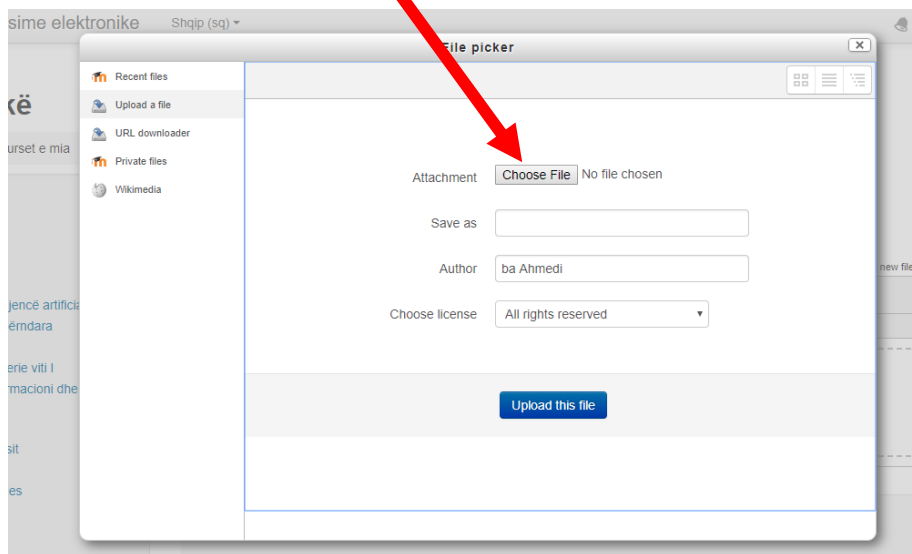 sime elektronike Shqip (sq)
File picker
Recent files
Upload a file
URL downloader
Private files
Wikimedia
kë
urset e mia
Attachment Choose File No file chosen
Save as
Author ba Ahmedi
Choose license All rights reserved
Upload this file
new file
jencë artificia
ërndara
erie viti I
rmacioni dhe
sit
es